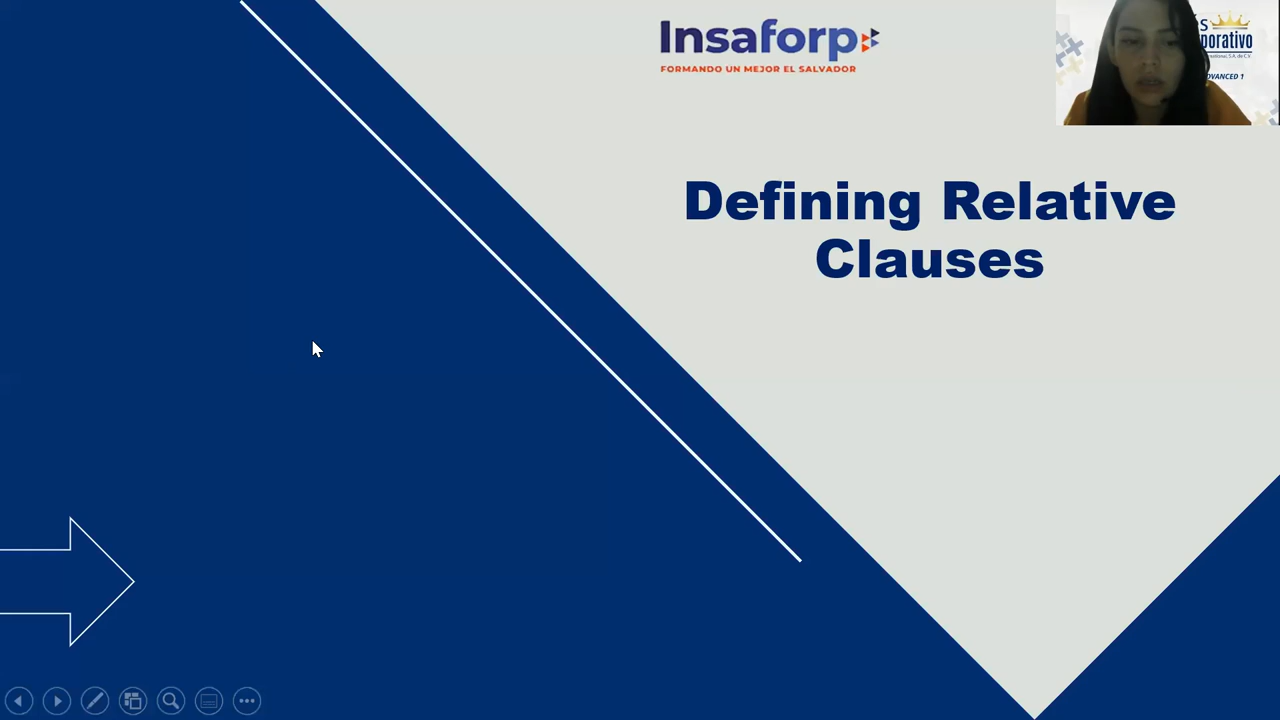 Insaforp
FORMANDO UN MEJOR EL SALVADOR
Defining Relative
Clauses